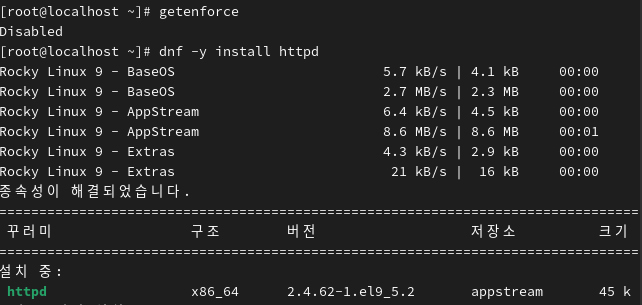 [root@localhost ~]# getenforce
Disabled
[root@localhost ~]# dnf -y install httpd
Rocky Linux 9 - BaseOS 5.7 kB/s | 4.1 kB 00:00
Rocky Linux 9 - BaseOS 2.7 MB/s | 2.3 MB 00:00
Rocky Linux 9 - AppStream 6.4 kB/s | 4.5 kB 00:00
Rocky Linux 9 - AppStream 8.6 MB/s | 8.6 MB 00:01
Rocky Linux 9 - Extras 4.3 kB/s | 2.9 kB 00:00
Rocky Linux 9 - Extras 21 kB/s | 16 kB 00:00
종속성이 해결되었습니다.
================================================================================
꾸러미 구조 버전 저장소 크기
================================================================================
설치 중:
httpd x86_64 2.4.62-1.el9_5.2 appstream 45 k